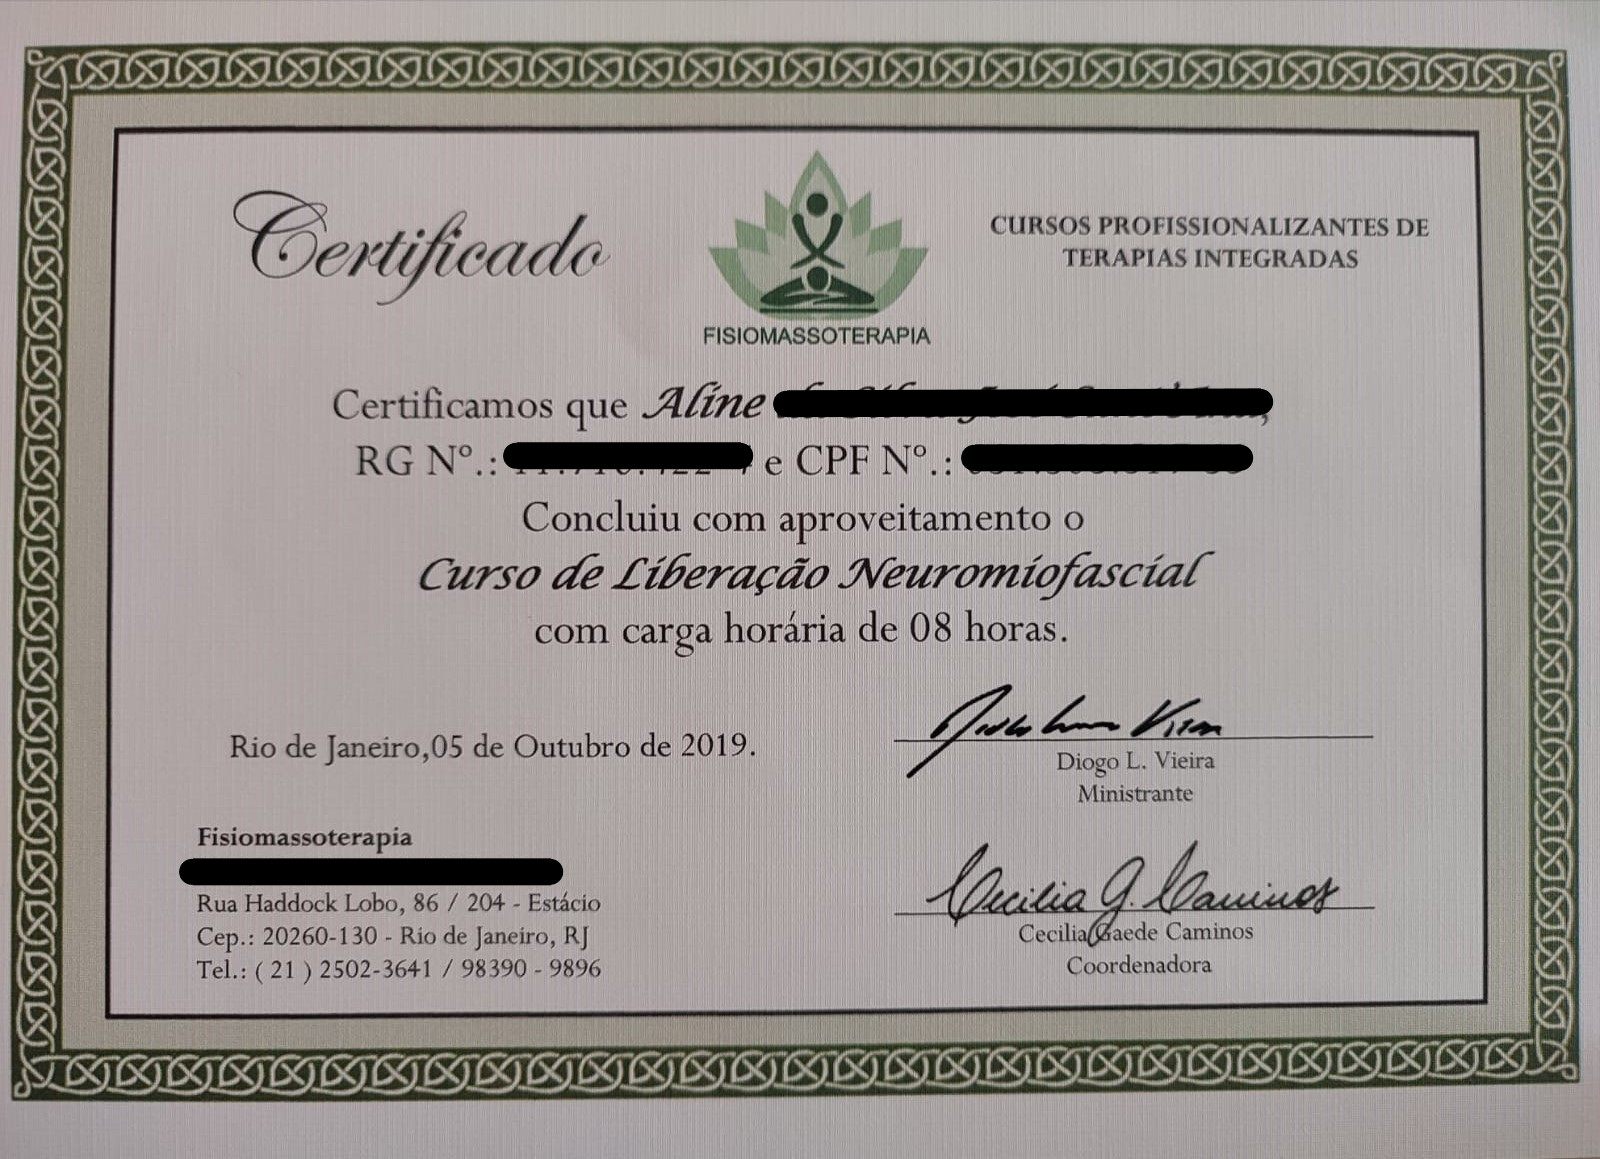 Certificado
FISIOMASSOTERAPIA
CURSOS PROFISSIONALIZANTES DE
TERAPIAS INTEGRADAS
Certificamos que Aline
RG Nº.: e CPF Nº.:
Concluiu com aproveitamento o
Curso de Liberação Neuromiofascial
com carga horária de 08 horas.
Rio de Janeiro,05 de Outubro de 2019.
Diogo L. Vieira
Ministrante
Fisiomassoterapia
Rua Haddock Lobo, 86 / 204 - Estácio
Cep.: 20260-130 - Rio de Janeiro, RJ
Tel.: ( 21 ) 2502-3641 / 98390 - 9896
Cecilia G. Caminos
Cecilia Gaede Caminos
Coordenadora